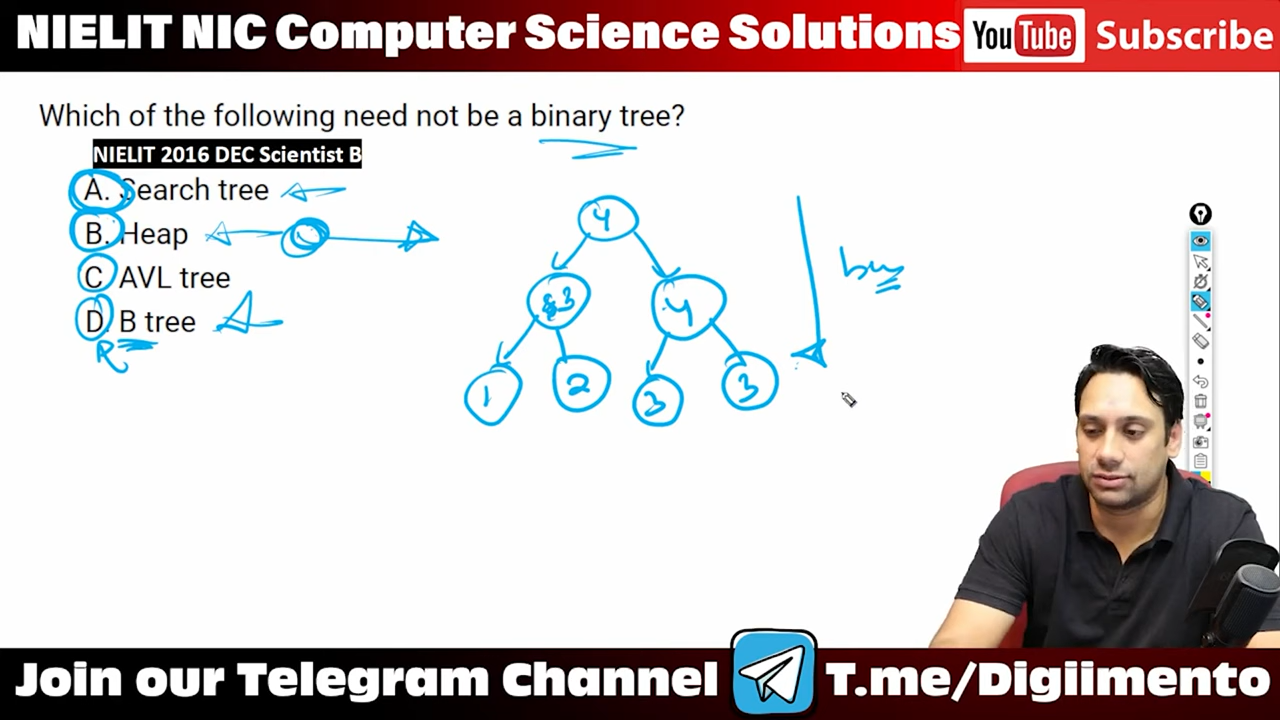 NIELIT NIC Computer Science Solutions YouTube Subscribe
Which of the following need not be a binary tree?
NIELIT 2016 DEC Scientist B
A. Search tree
B. Heap
C AVL tree
D. B tree
4
3 4
1 2 3 3
Join our Telegram Channel T.me/Digiimento